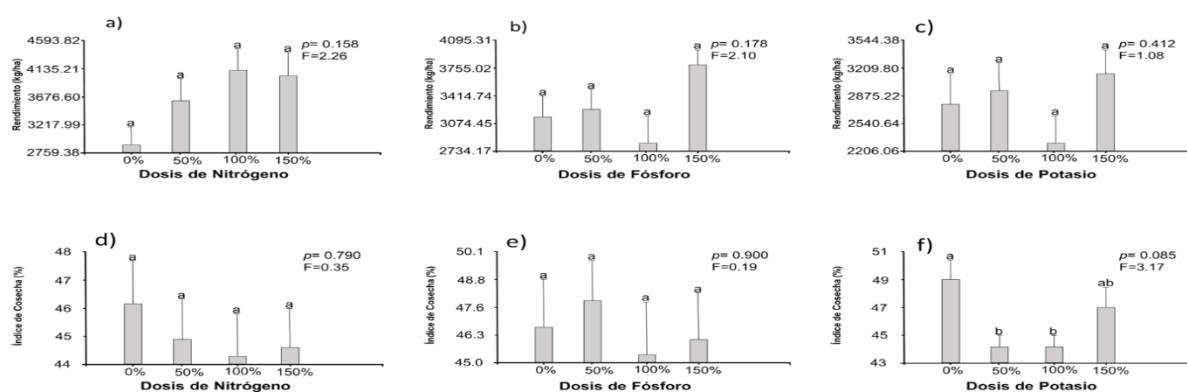 a)
Rendimiento (kg/ha)
4593.82
4135.21
3676.60
3217.99
2759.38
a
a
a
a
p= 0.158
F=2.26
0% 50% 100% 150%
Dosis de Nitrógeno
b)
Rendimiento (kg/ha)
4095.31
3755.02
3414.74
3074.45
2734.17
a
a
a
a
p= 0.178
F=2.10
0% 50% 100% 150%
Dosis de Fósforo
c)
Rendimiento (kg/ha)
3544.38
3209.80
2875.22
2540.64
2206.06
a
a
a
a
p= 0.412
F=1.08
0% 50% 100% 150%
Dosis de Potasio
d)
Índice de Cosecha (%)
48
47
46
45
44
a
a
a
a
p= 0.790
F=0.35
0% 50% 100% 150%
Dosis de Nitrógeno
e)
Índice de Cosecha (%)
50.1
48.8
47.6
46.3
45.0
a
a
a
a
p= 0.900
F=0.19
0% 50% 100% 150%
Dosis de Fósforo
f)
Índice de Cosecha (%)
51
49
47
45
43
a
b
b
ab
p= 0.085
F=3.17
0% 50% 100% 150%
Dosis de Potasio